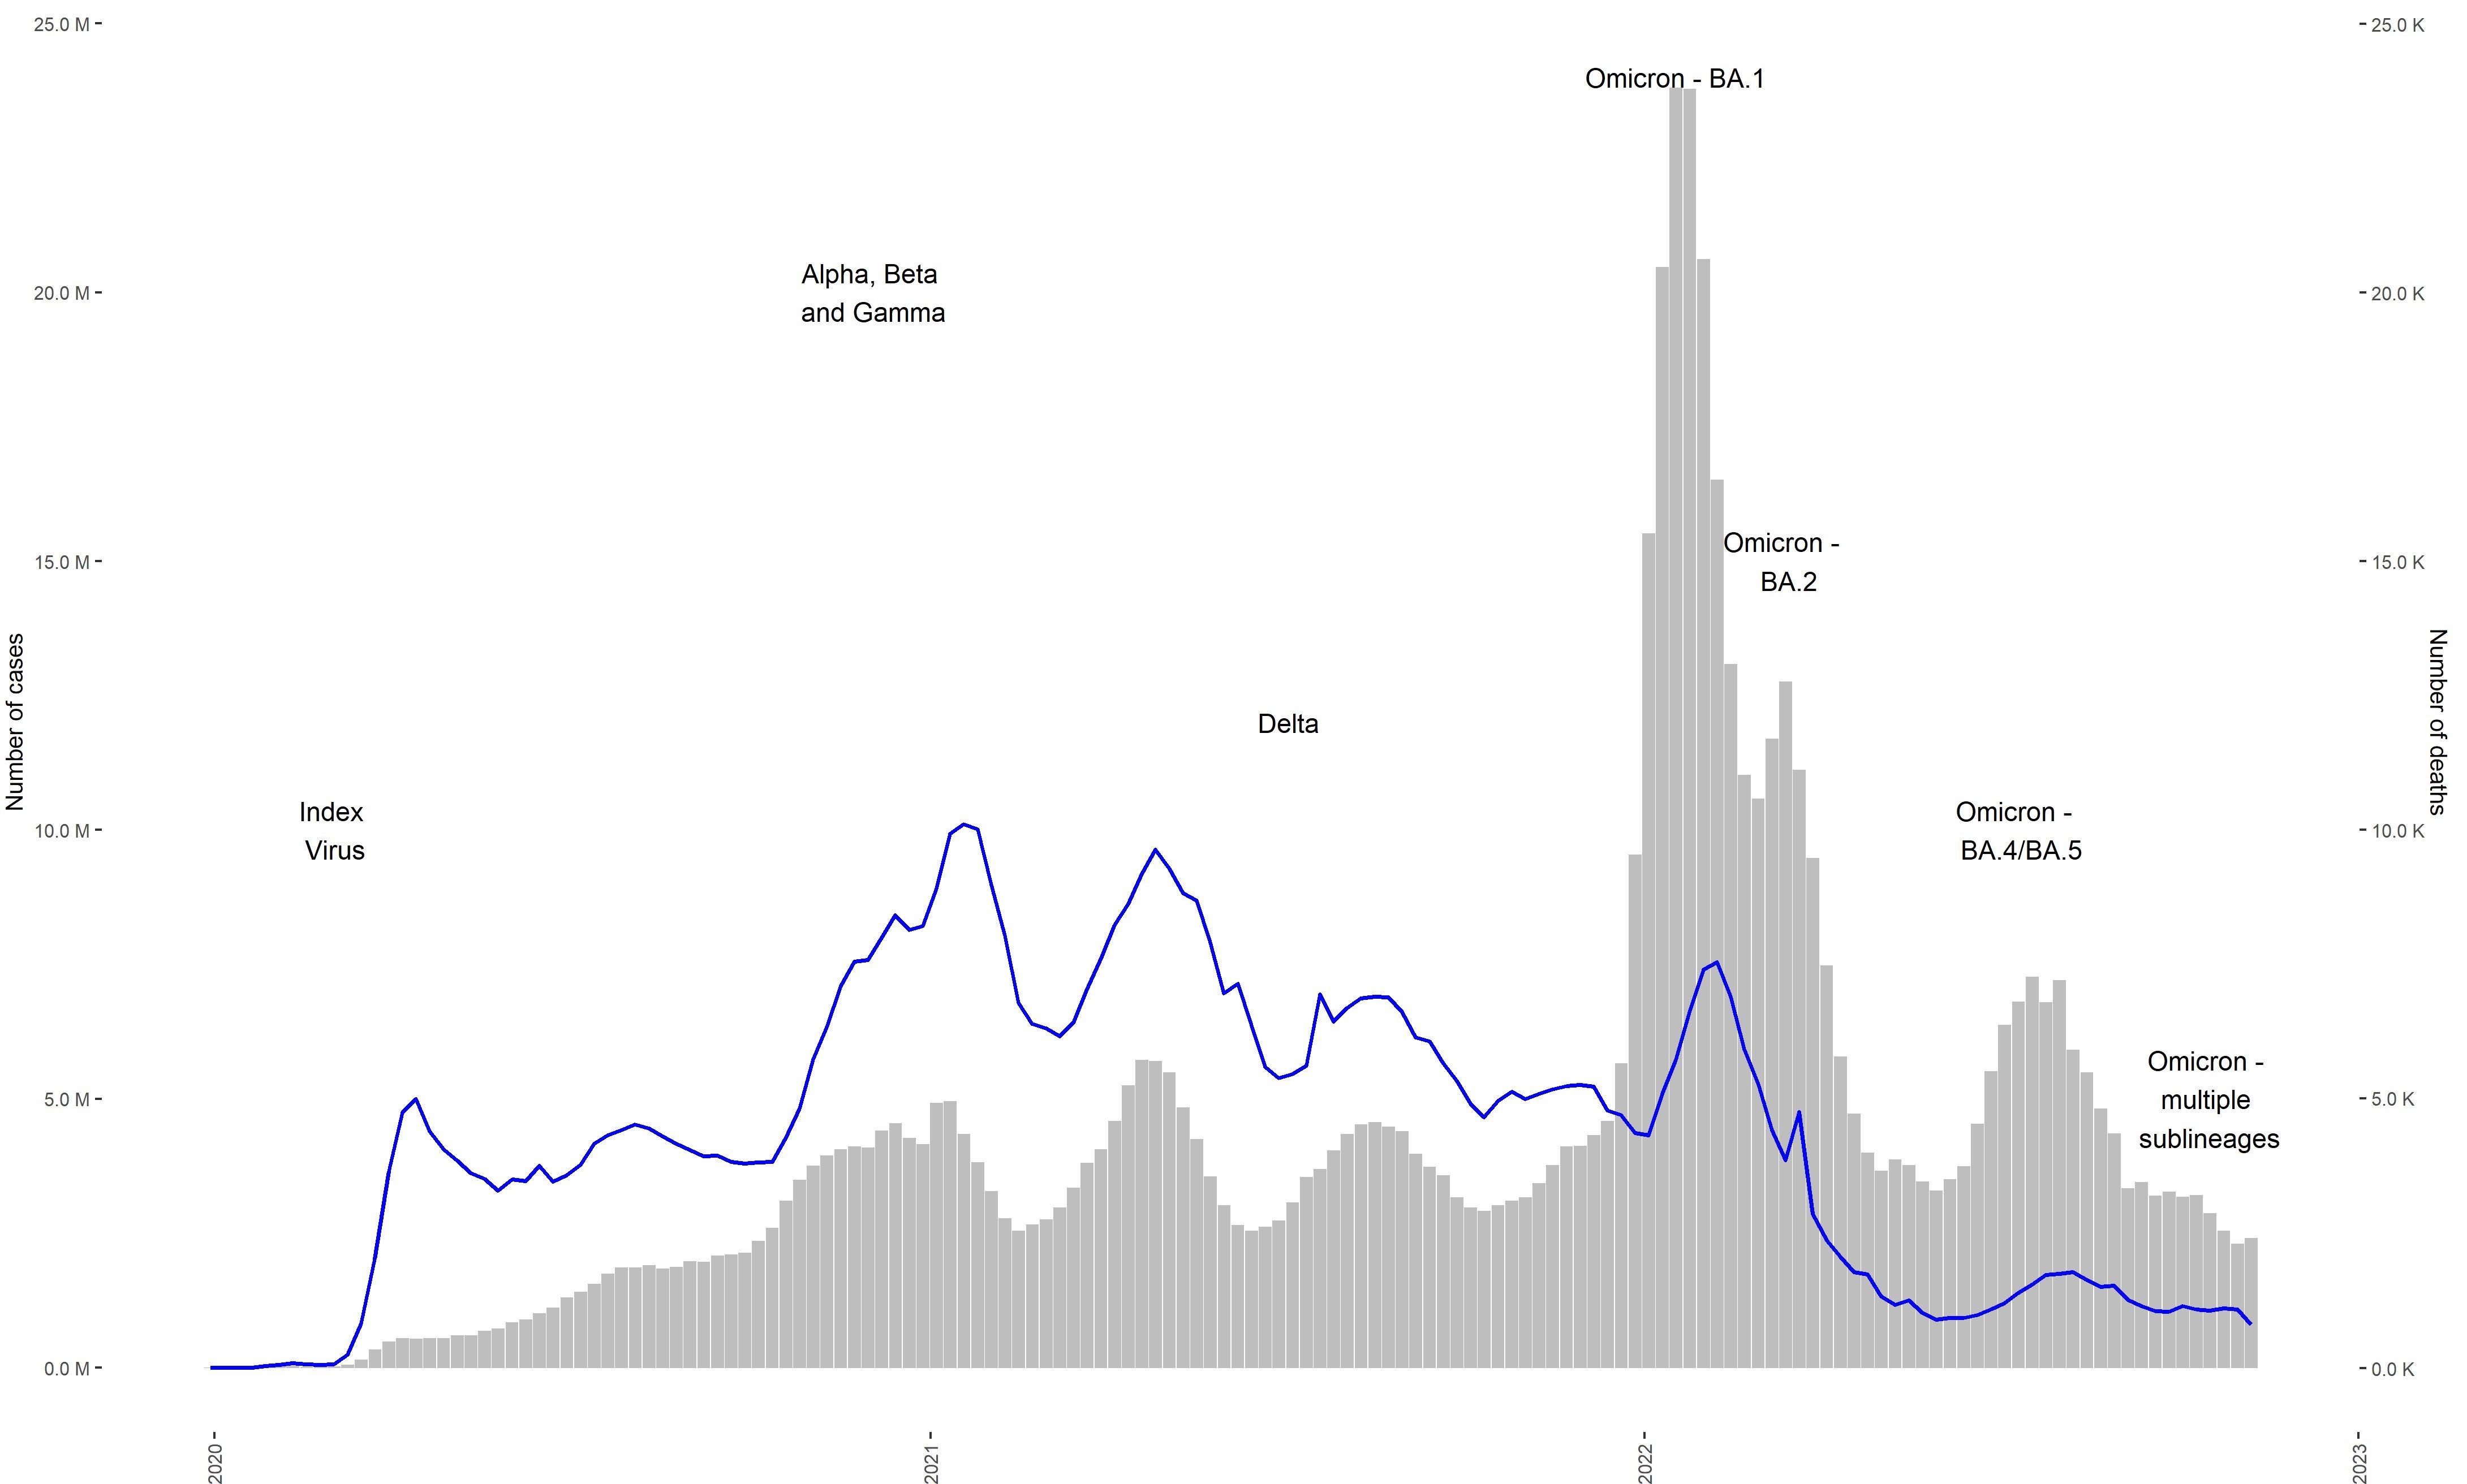 25.0 M
20.0 M
15.0 M
10.0 M
5.0 M
0.0 M
Number of cases
Index
Virus
Alpha, Beta
and Gamma
Delta
Omicron - BA.1
Omicron -
BA.2
Omicron -
BA.4/BA.5
Omicron -
multiple
sublineages
25.0 K
20.0 K
15.0 K
10.0 K
5.0 K
0.0 K
Number of deaths
2020
2021
2022
2023